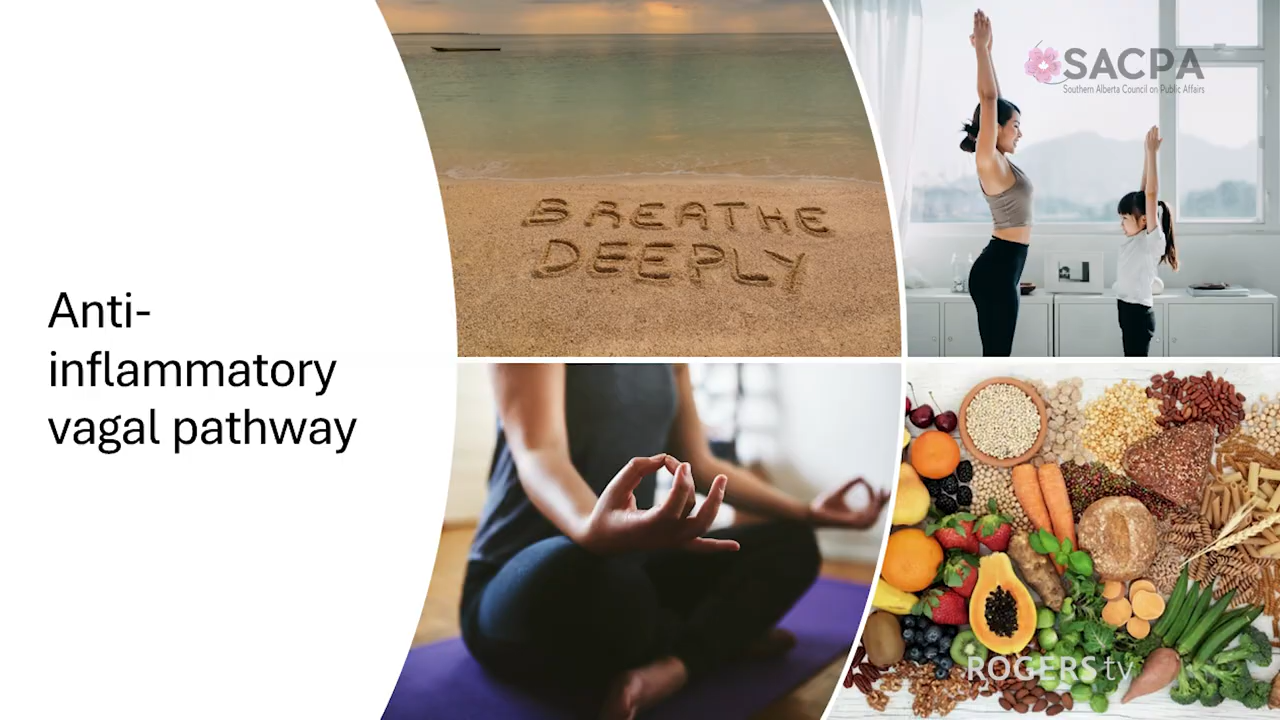 Anti-
inflammatory
vagal pathway
BREATHE
DEEPLY
SACPA
Southern Alberta Council on Public Affairs
ROGERS tv